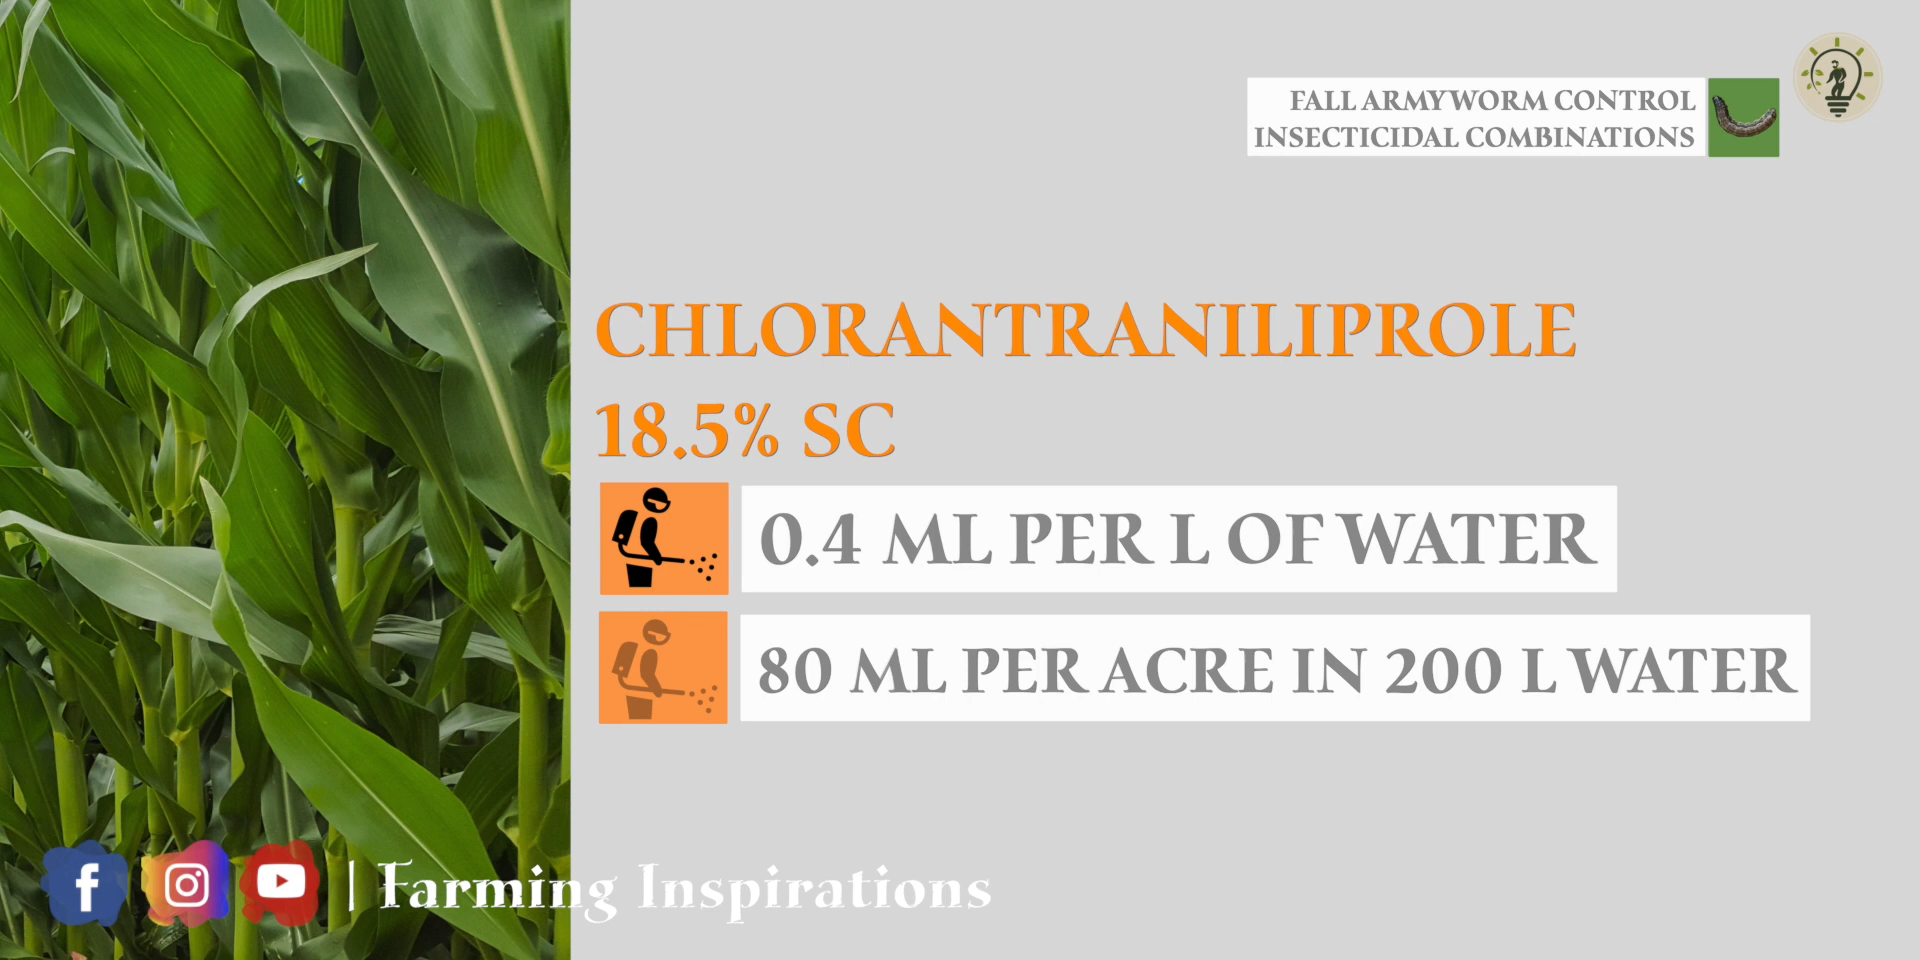 FALL ARMYWORM CONTROL
INSECTICIDAL COMBINATIONS
CHLORANTRANILIPROLE
18.5% SC
0.4 ML PER L OF WATER
80 ML PER ACRE IN 200 L WATER
f
| Farming Inspirations